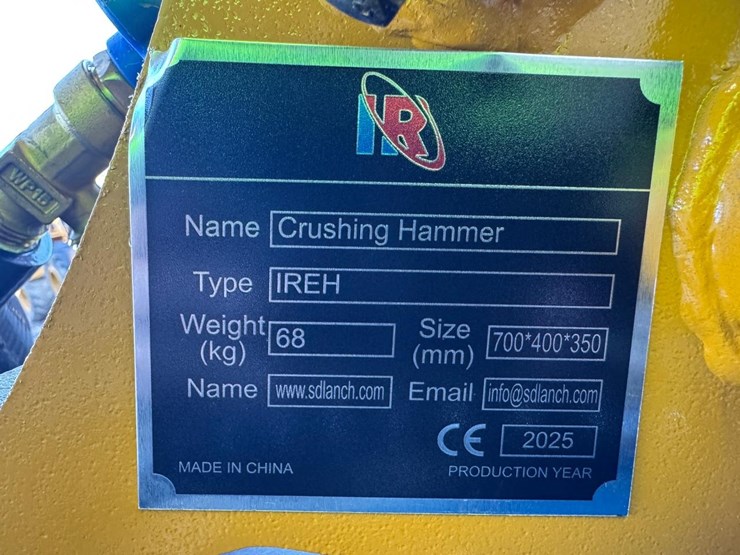 IR
Name Crushing Hammer
Type IREH
Weight (kg) 68 Size (mm) 700*400*350
Name www.sdlanch.com Email info@sdlanch.com
CE 2025
MADE IN CHINA PRODUCTION YEAR